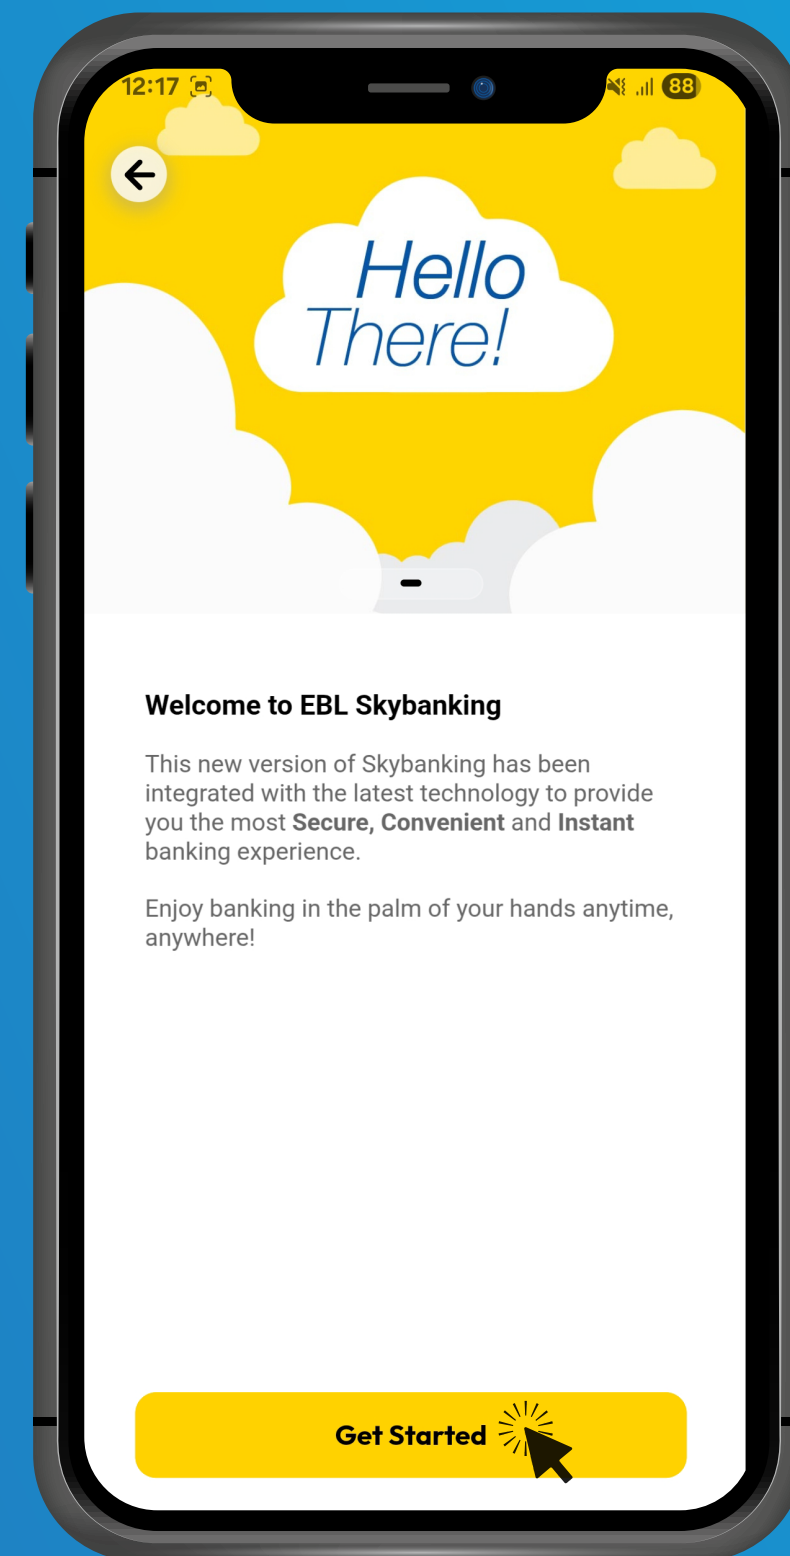 12:17
88
Hello
There!
Welcome to EBL Skybanking
This new version of Skybanking has been
integrated with the latest technology to provide
you the most Secure, Convenient and Instant
banking experience.
Enjoy banking in the palm of your hands anytime,
anywhere!
Get Started